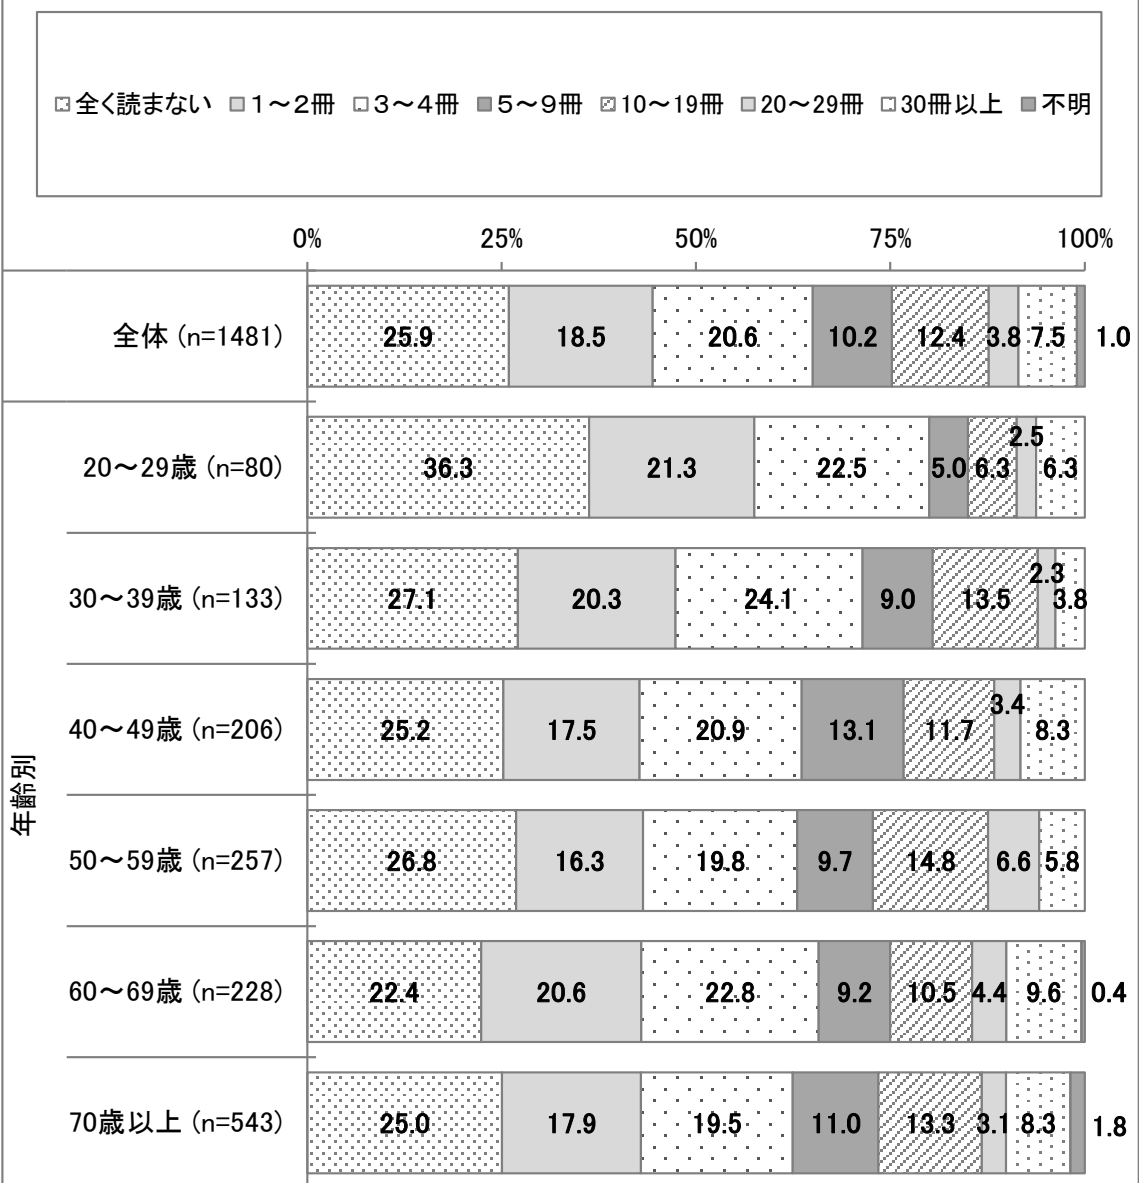 全く読まない １～２冊 ３～４冊 ５～９冊 10～19冊 20～29冊 30冊以上 不明
0% 25% 50% 75% 100%
全体 (n=1481) 25.9 18.5 20.6 10.2 12.4 3.8 7.5 1.0
年齢別
20～29歳 (n=80) 36.3 21.3 22.5 5.0 6.3 2.5 6.3
30～39歳 (n=133) 27.1 20.3 24.1 9.0 13.5 2.3 3.8
40～49歳 (n=206) 25.2 17.5 20.9 13.1 11.7 3.4 8.3
50～59歳 (n=257) 26.8 16.3 19.8 9.7 14.8 6.6 5.8
60～69歳 (n=228) 22.4 20.6 22.8 9.2 10.5 4.4 9.6 0.4
70歳以上 (n=543) 25.0 17.9 19.5 11.0 13.3 3.1 8.3 1.8